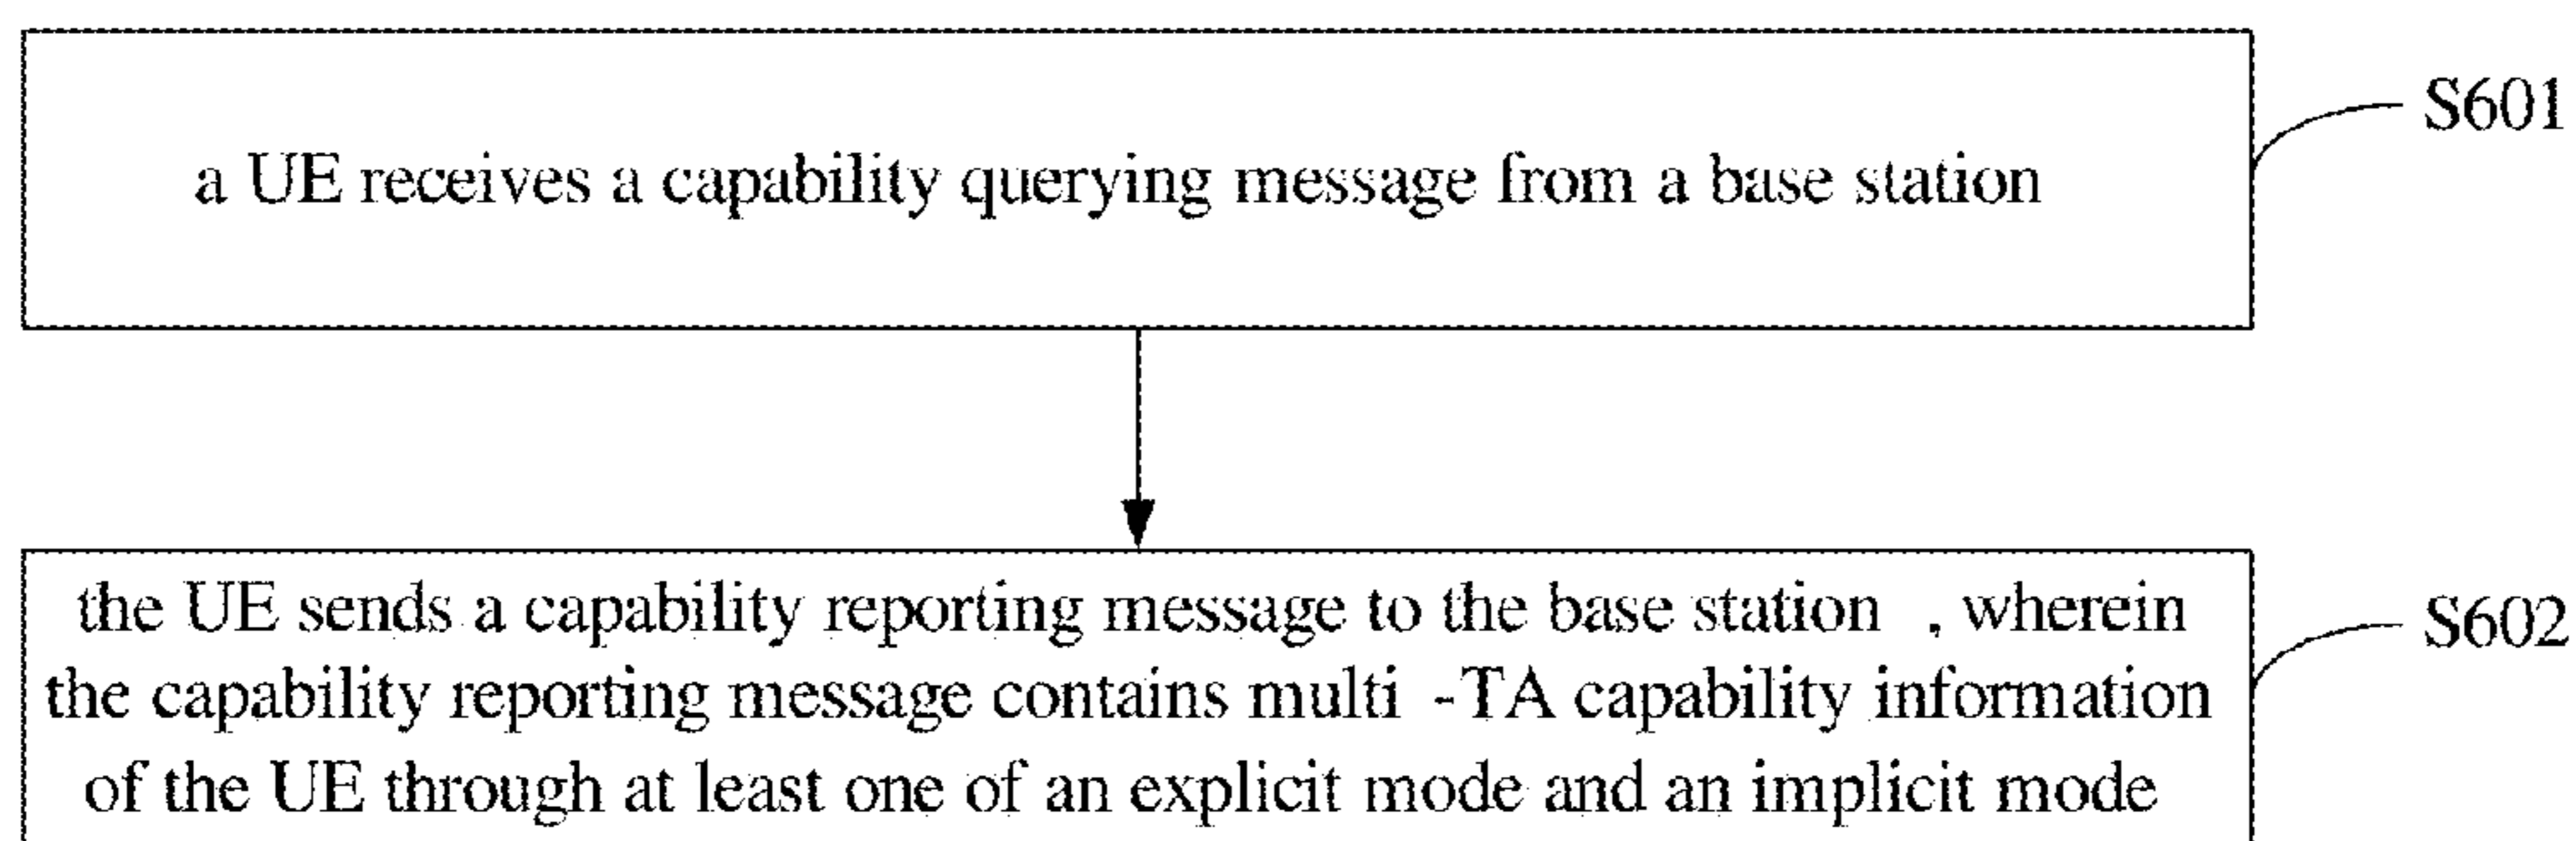 a UE receives a capability querying message from a base station
S601
the UE sends a capability reporting message to the base station , wherein
the capability reporting message contains multi -TA capability information
of the UE through at least one of an explicit mode and an implicit mode
S602